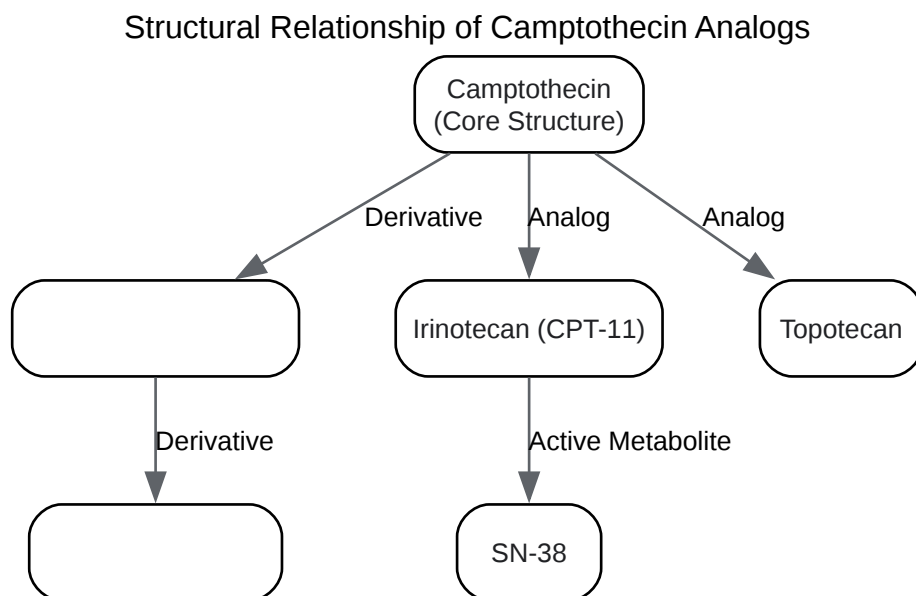 Structural Relationship of Camptothecin Analogs
Camptothecin
(Core Structure)
Derivative
Analog
Analog
Irinotecan (CPT-11)
Topotecan
Derivative
Active Metabolite
SN-38